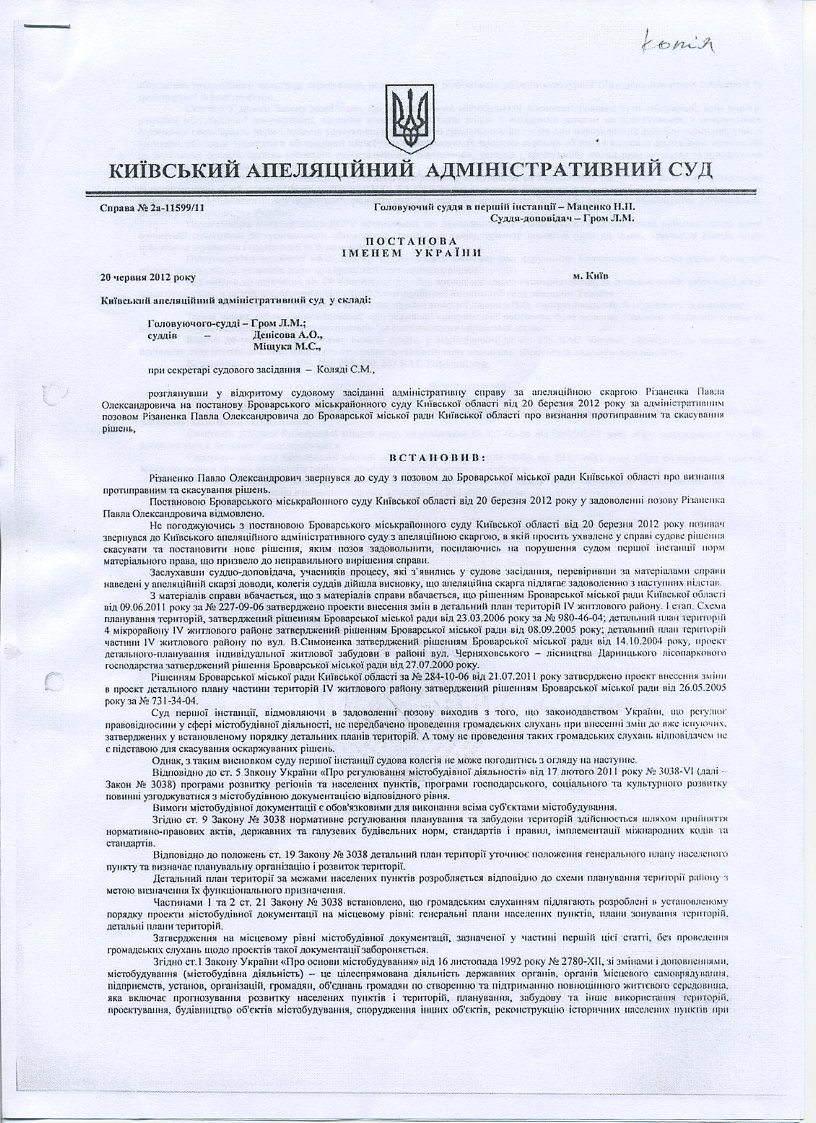 копія
КИЇВСЬКИЙ АПЕЛЯЦІЙНИЙ АДМІНІСТРАТИВНИЙ СУД
Справа № 2а-11599/11 Головуючий суддя в першій інстанції – Маценко Н.П.
Суддя-доповідач – Гром Л.М.
ПОСТАНОВА
ІМЕНЕМ УКРАЇНИ
20 червня 2012 року м. Київ
Київський апеляційний адміністративний суд у складі:
Головуючого-судді – Гром Л.М.;
суддів – Денісова А.О.,
Міщука М.С.,
при секретарі судового засідання – Коляді С.М.,
розглянувши у відкритому судовому засіданні адміністративну справу за апеляційною скаргою Різаненка Павла
Олександровича на постанову Броварського міськрайонного суду Київської області від 20 березня 2012 року за адміністративним
позовом Різаненка Павла Олександровича до Броварської міської ради Київської області про визнання протиправним та скасування
рішень,
ВСТАНОВИВ:
Різаненко Павло Олександрович звернувся до суду з позовом до Броварської міської ради Київської області про визнання
протиправним та скасування рішень.
Постановою Броварського міськрайонного суду Київської області від 20 березня 2012 року у задоволенні позову Різаненка
Павла Олександровича відмовлено.
Не погоджуючись з постановою Броварського міськрайонного суду Київської області від 20 березня 2012 року позивач
звернувся до Київського апеляційного адміністративного суду з апеляційною скаргою, в якій просить ухвалене у справі судове рішення
скасувати та постановити нове рішення, яким позов задовольнити, посилаючись на порушення судом першої інстанції норм
матеріального права, що призвело до неправильного вирішення справи.
Заслухавши суддю-доповідача, учасників процесу, які з'явились у судове засідання, перевіривши за матеріалами справи
наведені у апеляційній скарзі доводи, колегія суддів дійшла висновку, що апеляційна скарга підлягає задоволенню з наступних підстав.
З матеріалів справи вбачається, що з матеріалів справи вбачається, що рішенням Броварської міської ради Київської області
від 09.06.2011 року за № 227-09-06 затверджено проекти внесення змін в детальний план територій IV житлового району. І етап. Схема
планування територій, затверджений рішенням Броварської міської ради від 23.03.2006 року за № 980-46-04; детальний план територій
4 мікрорайону IV житлового районе затверджений рішенням Броварської міської ради від 08.09.2005 року; детальний план територій
частини IV житлового району по вул. В.Симоненка затверджений рішенням Броварської міської ради від 14.10.2004 року, проект
детального-планування індивідуальної житлової забудови в районі вул. Черняховського – лісництва Дарницького лісопаркового
господарства затверджений рішення Броварської міської ради від 27.07.2000 року.
Рішенням Броварської міської ради Київської області за № 284-10-06 від 21.07.2011 року затверджено проект внесення зміни
в проект детального плану частини територій IV житлового району затверджений рішенням Броварської міської ради від 26.05.2005
року за № 731-34-04.
Суд першої інстанції, відмовляючи в задоволенні позову виходив з того, що законодавством України, що регулює
правовідносини у сфері містобудівної діяльності, не передбачено проведення громадських слухань при внесенні змін до вже існуючих,
затверджених у встановленому порядку детальних планів територій. А тому не проведення таких громадських слухань відповідачем не
є підставою для скасування оскаржуваних рішень.
Однак, з таким висновком суду першої інстанції судова колегія не може погодитись з огляду на наступне.
Відповідно до ст. 5 Закону України «Про регулювання містобудівної діяльності» від 17 лютого 2011 року № 3038-VI (далі –
Закон № 3038) програми розвитку регіонів та населених пунктів, програми господарського, соціального та культурного розвитку
повинні узгоджуватися з містобудівною документацією відповідного рівня.
Вимоги містобудівної документації є обов'язковими для виконання всіма суб'єктами містобудування.
Згідно ст. 9 Закону № 3038 нормативне регулювання планування та забудови територій здійснюється шляхом прийняття
нормативно-правових актів, державних та галузевих будівельних норм, стандартів і правил, імплементації міжнародних кодів та
стандартів.
Відповідно до положень ст. 19 Закону № 3038 детальний план території уточнює положення генерального плану населеного
пункту та визначає планувальну організацію і розвиток території.
Детальний план території за межами населених пунктів розробляється відповідно до схеми планування території району з
метою визначення їх функціонального призначення.
Частинами 1 та 2 ст. 21 Закону № 3038 встановлено, що громадським слуханням підлягають розроблені в установленому
порядку проекти містобудівної документації на місцевому рівні: генеральні плани населених пунктів, плани зонування територій,
детальні плани територій.
Затвердження на місцевому рівні містобудівної документації, зазначеної у частині першій цієї статті, без проведення
громадських слухань щодо проектів такої документації забороняється.
Згідно ст.1 Закону України «Про основи містобудування» від 16 листопада 1992 року № 2780-XII, зі змінами і доповненнями,
містобудування (містобудівна діяльність) – це цілеспрямована діяльність державних органів, органів місцевого самоврядування,
підприємств, установ, організацій, громадян, об'єднань громадян по створенню та підтриманню повноцінного життєвого середовища,
яка включає прогнозування розвитку населених пунктів і територій, планування, забудову та інше використання територій,
проектування, будівництво об'єктів містобудування, спорудження інших об'єктів, реконструкцію історичних населених пунктів при